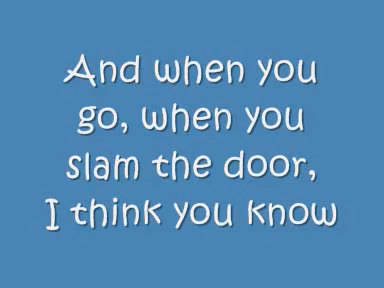 And when you
go, when you
slam the door,
I think you know